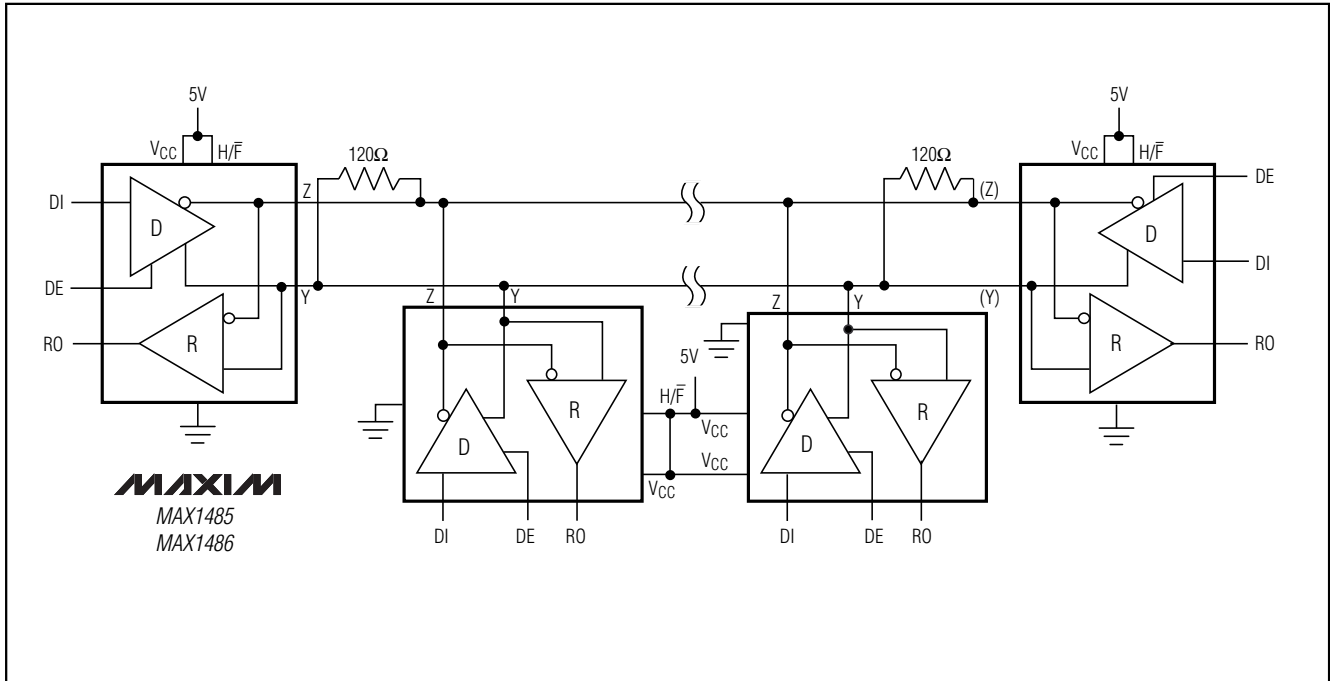 5V
5V
VCC
H/F̅
120Ω
120Ω
VCC
H/F̅
DI
Z
(Z)
DE
D
D
DE
Y
Z
Y
Z
Y
(Y)
DI
RO
R
5V
R
RO
H/F̅
R
VCC
R
D
D
VCC
VCC
MAXIM
MAX1485
MAX1486
DI
DE
RO
DI
DE
RO